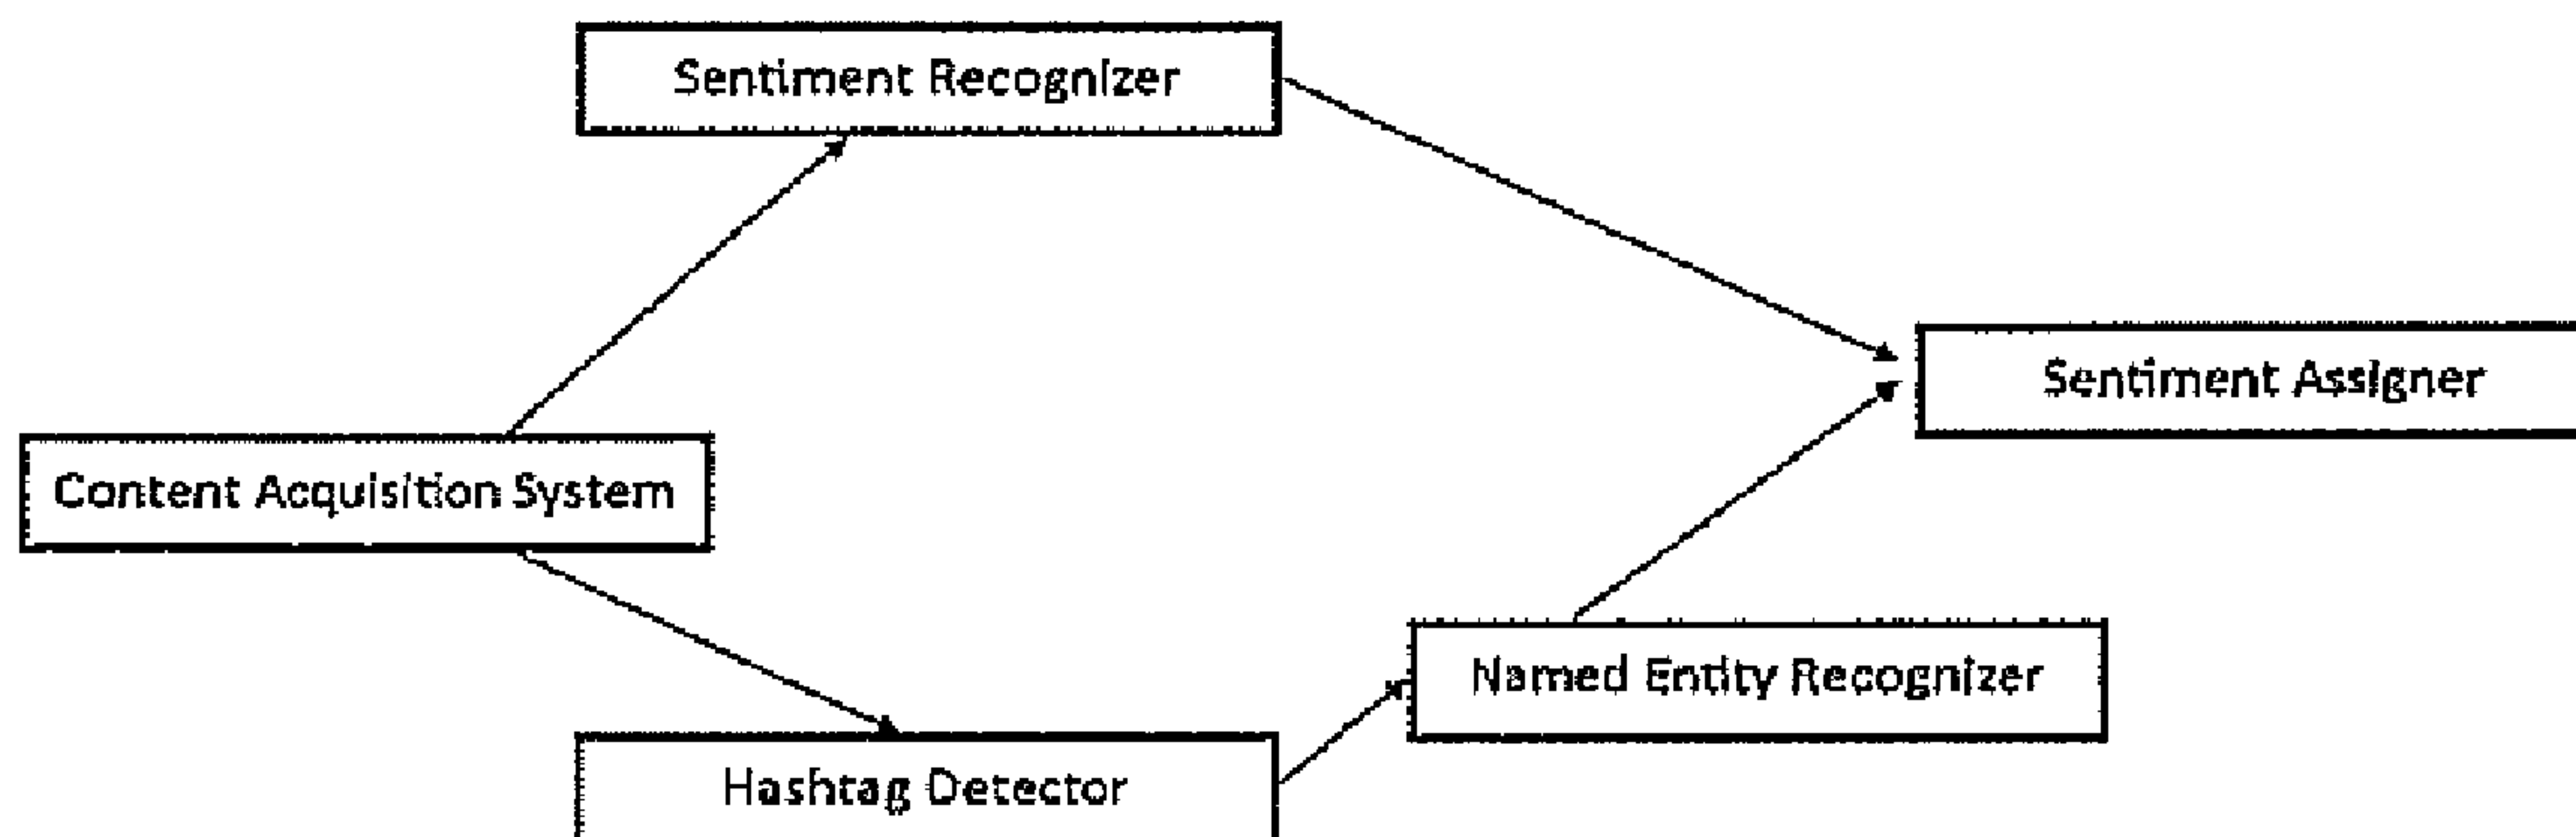 Sentiment Recognizer
Sentiment Assigner
Content Acquisition System
Named Entity Recognizer
Hashtag Detector